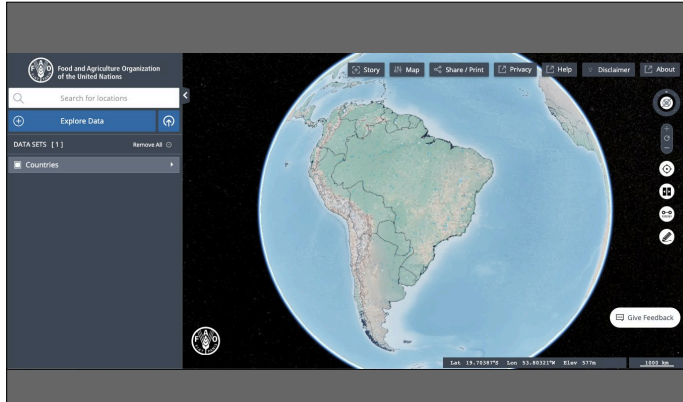 Food and Agriculture Organization
of the United Nations
Search for locations
Explore Data
DATA SETS [ 1 ]
Remove All
Countries
Story
Map
Share / Print
Privacy
Help
Disclaimer
About
Give Feedback
Lat 19.70387°S Lon 53.80321°W Elev 577m
1000 km